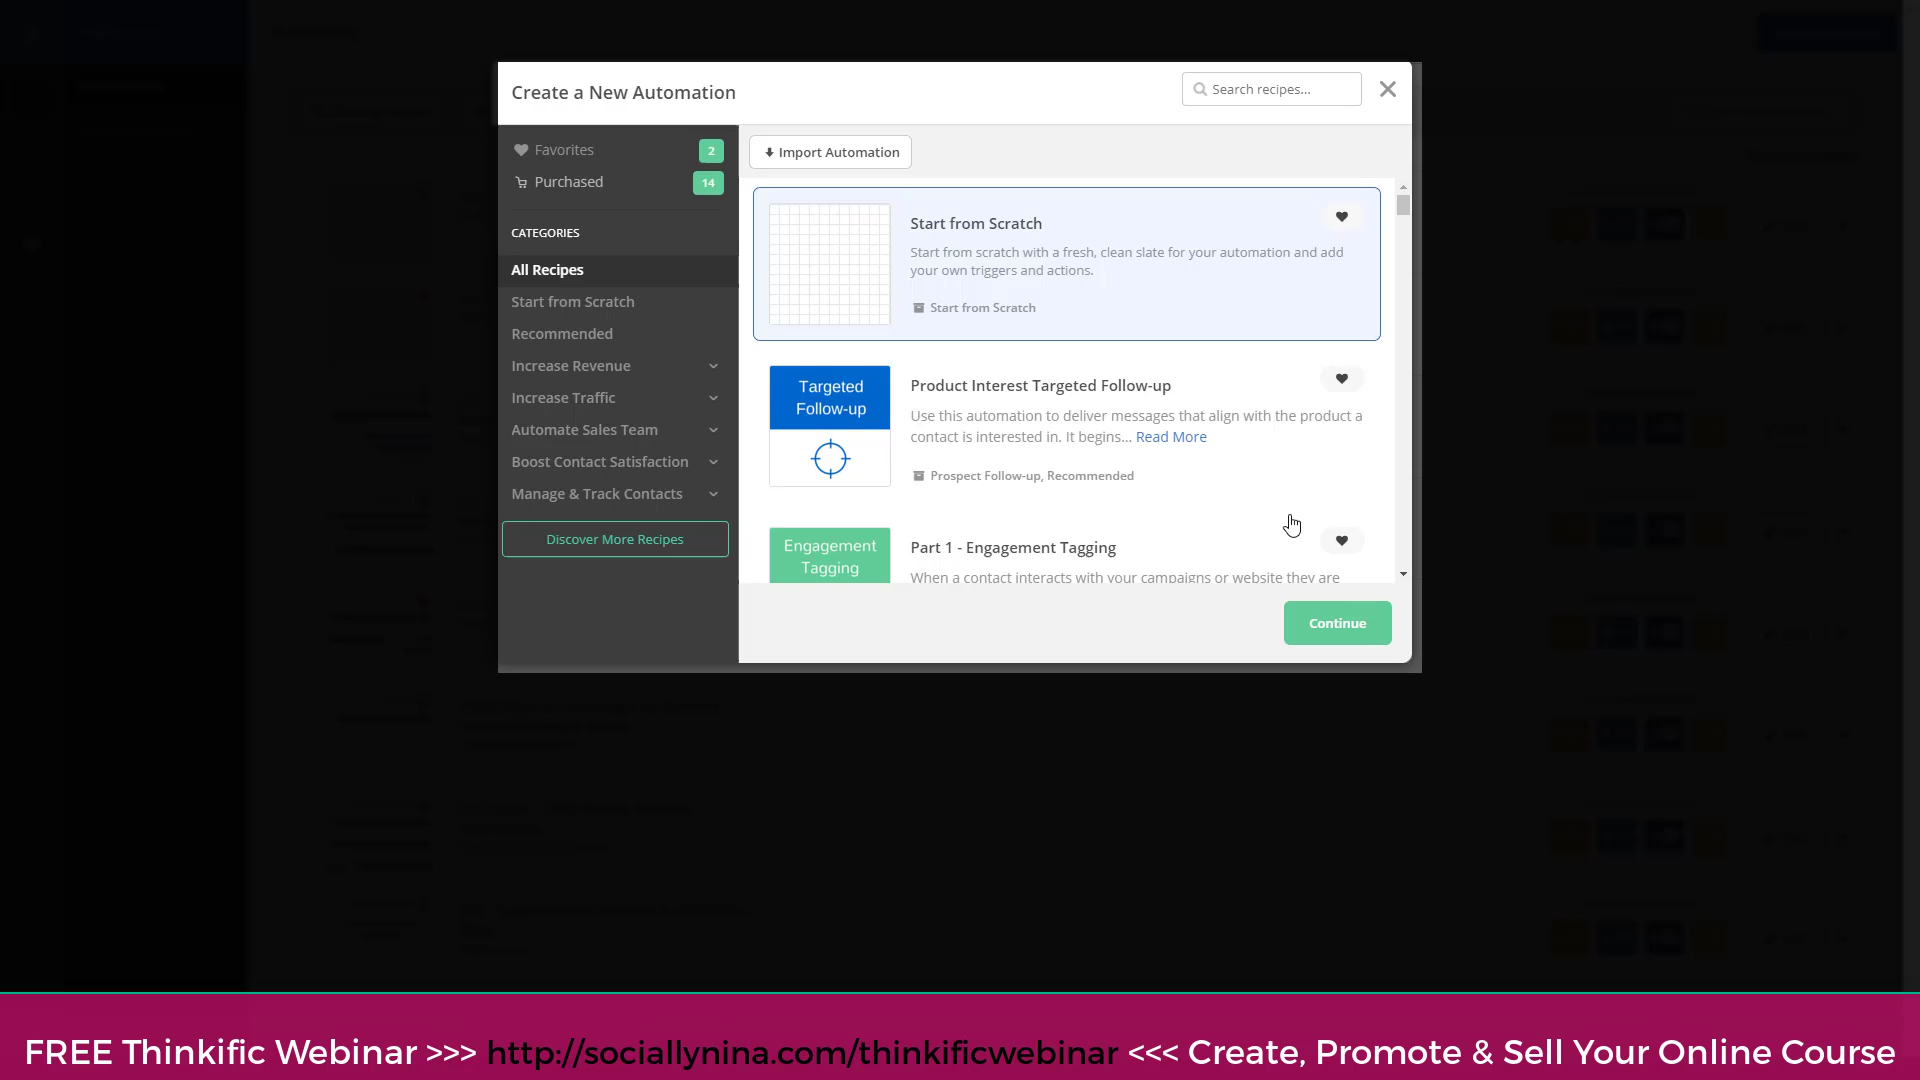 Create a New Automation
Search recipes...
Favorites
2
Purchased
14
CATEGORIES
All Recipes
Start from Scratch
Recommended
Increase Revenue
Increase Traffic
Automate Sales Team
Boost Contact Satisfaction
Manage & Track Contacts
Discover More Recipes
Import Automation
Start from Scratch
Start from scratch with a fresh, clean slate for your automation and add
your own triggers and actions.
Start from Scratch
Targeted
Follow-up
Product Interest Targeted Follow-up
Use this automation to deliver messages that align with the product a
contact is interested in. It begins... Read More
Prospect Follow-up, Recommended
Engagement
Tagging
Part 1 - Engagement Tagging
When a contact interacts with your campaigns or website they are
Continue
FREE Thinkific Webinar >>> http://sociallynina.com/thinkificwebinar <<< Create, Promote & Sell Your Online Course